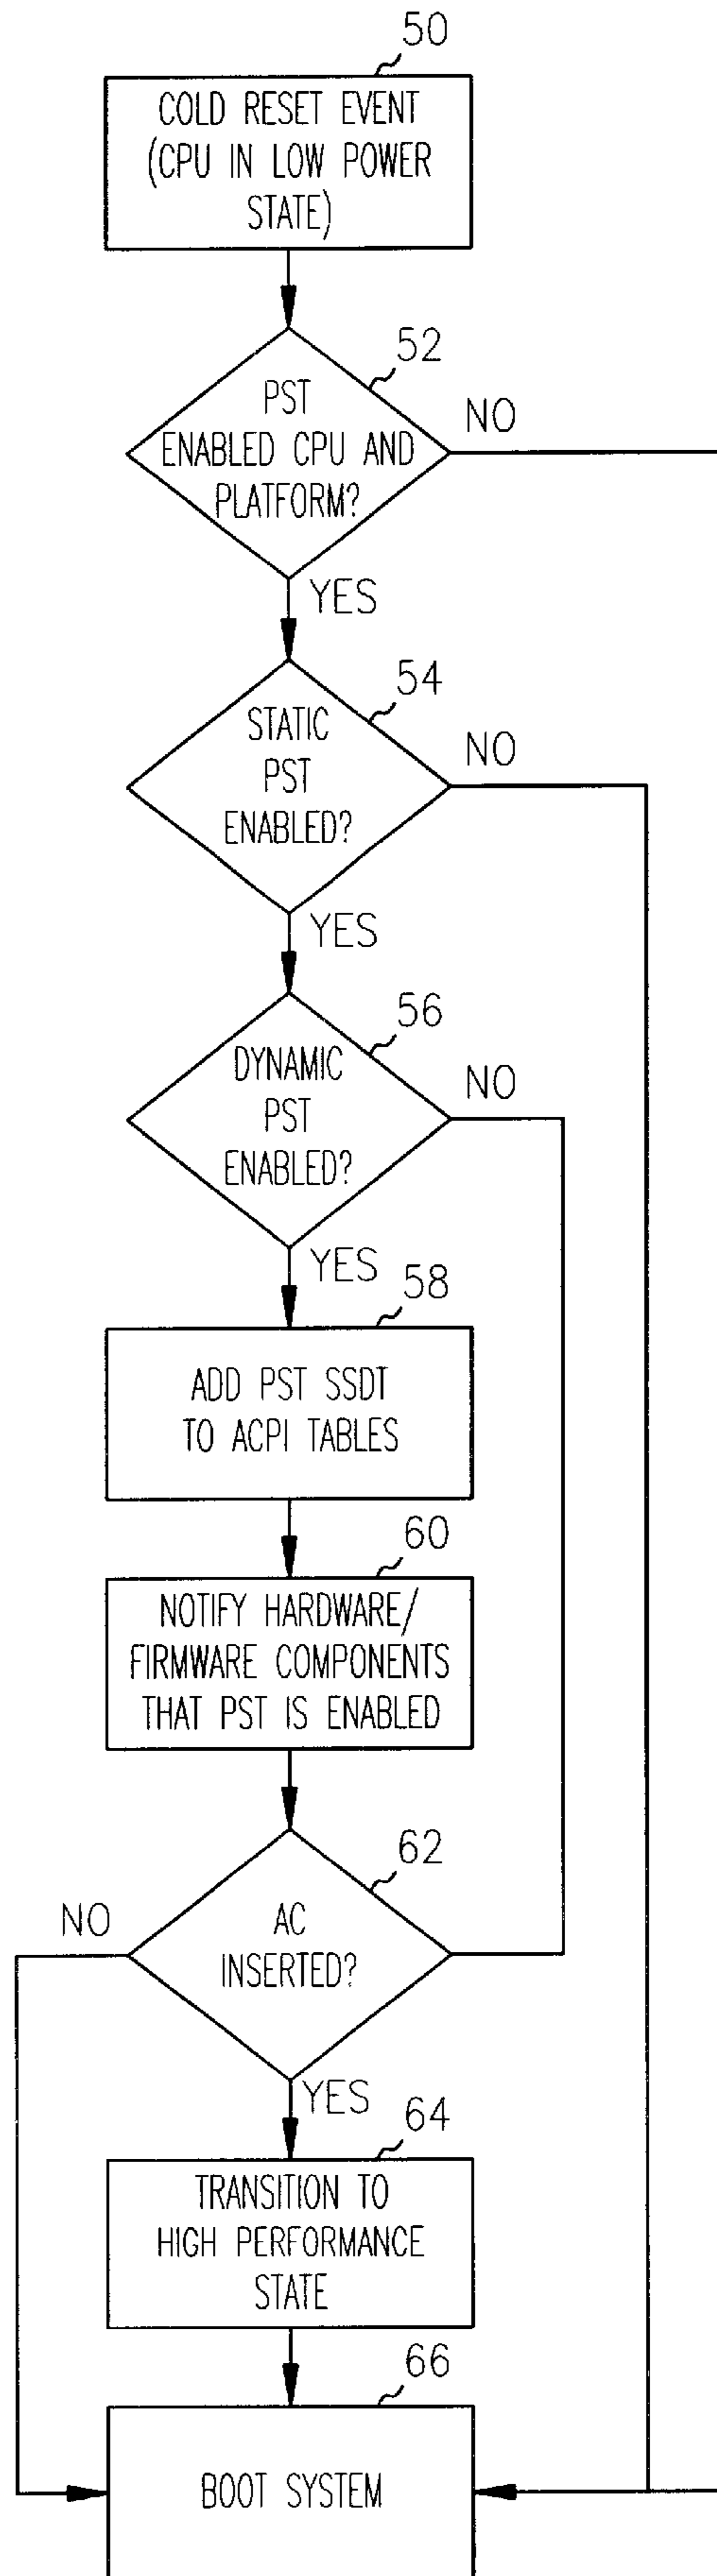 50
COLD RESET EVENT
(CPU IN LOW POWER
STATE)
52
PST
ENABLED CPU AND
PLATFORM?
NO
YES
54
STATIC
PST
ENABLED?
NO
YES
56
DYNAMIC
PST
ENABLED?
NO
YES
58
ADD PST SSDT
TO ACPI TABLES
60
NOTIFY HARDWARE/
FIRMWARE COMPONENTS
THAT PST IS ENABLED
62
NO
AC
INSERTED?
YES
64
TRANSITION TO
HIGH PERFORMANCE
STATE
66
BOOT SYSTEM